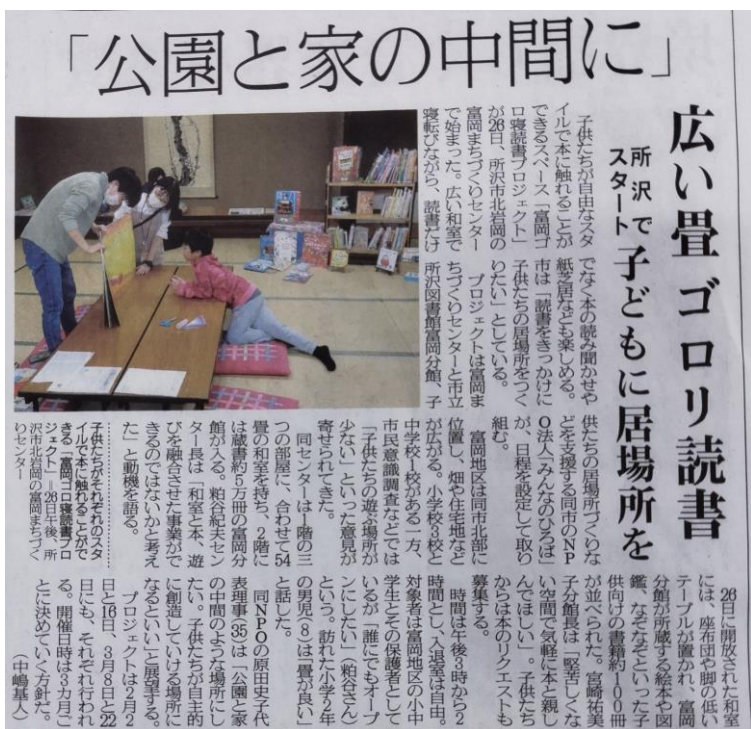 「公園と家の中間に」
広い畳 ゴロリ読書
所沢で
スタート
子どもに居場所を
子供たちが自由なスタ
イルで本に触れることが
できるスペース「富岡ゴ
ロ寝読書プロジェクト」
が26日、所沢市北岩岡の
富岡まちづくりセンター
で始まった。広い和室で
寝転びながら、読書だけ
でなく本の読み聞かせや
紙芝居なども楽しめる。
市は「読書をきっかけに
子供たちの居場所をつく
りたい」としている。
プロジェクトは富岡ま
ちづくりセンターと市立
所沢図書館富岡分館、子
供たちの居場所づくりな
どを支援する同市のNP
O法人「みんなのひろば」
が、日程を設定して取り
組む。
富岡地区は同市北部に
位置し、畑や住宅地など
が広がる。小学校3校と
中学校1校がある一方、
市民意識調査などでは
「子供たちの遊ぶ場所が
少ない」といった意見が
寄せられてきた。
同センターは1階の三
つの部屋に、合わせて54
畳の和室を持ち、2階に
は蔵書約5万冊の富岡分
館が入る。粕谷紀夫セン
ター長は「和室と本、遊
びを融合させた事業がで
きるのではないかと考え
た」と動機を語る。
子供たちがそれぞれのスタ
イルで本に触れることがで
きる「富岡ゴロ寝読書プロ
ジェクト」=26日午後、所
沢市北岩岡の富岡まちづく
りセンター
26日に開放された和室
には、座布団や脚の低い
テーブルが置かれ、富岡
分館が所蔵する絵本や図
鑑、なぞなぞといった子
供向けの書籍約100冊
が並べられた。宮崎祐美
子分館長は「堅苦しくな
い空間で気軽に本と親し
んでほしい」。子供たち
からは本のリクエストも
募集する。
時間は午後3時から2
時間とし、入退室は自由。
対象者は富岡地区の小中
学生とその保護者として
いるが「誰にでもオープ
ンにしたい」(粕谷さん)
という。訪れた小学2年
の男児(8)は「畳が良い」
と話した。
同NPOの原田史子代
表理事(35)は「公園と家
の中間のような場所にし
たい。子供たちが自主的
に創造していける場所に
なるといい」と展望する。
プロジェクトは2月2
日と16日、3月8日と22
日にも、それぞれ行われ
る。開催日時は3カ月ご
とに決めていく方針だ。
(中嶋基人)